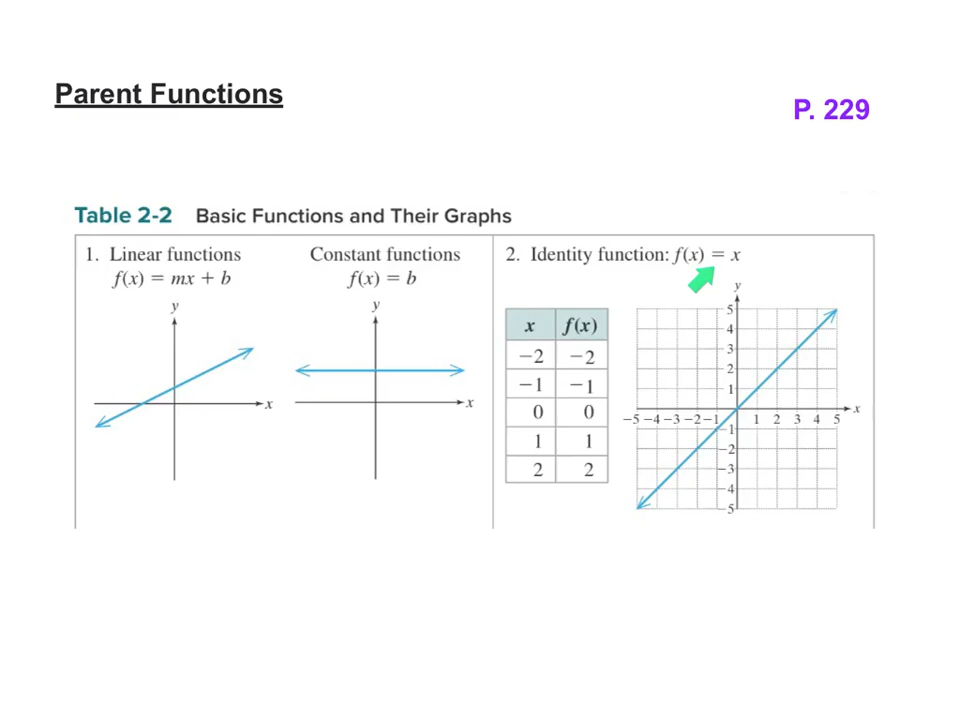 Parent Functions
P. 229
Table 2-2 Basic Functions and Their Graphs
1. Linear functions
f(x) = mx + b
y
x
Constant functions
f(x) = b
y
x
2. Identity function: f(x) = x
x f(x)
−2 −2
−1 −1
0 0
1 1
2 2
y
5
4
3
2
1
−5 −4 −3 −2 −1 1 2 3 4 5 x
−1
−2
−3
−4
−5